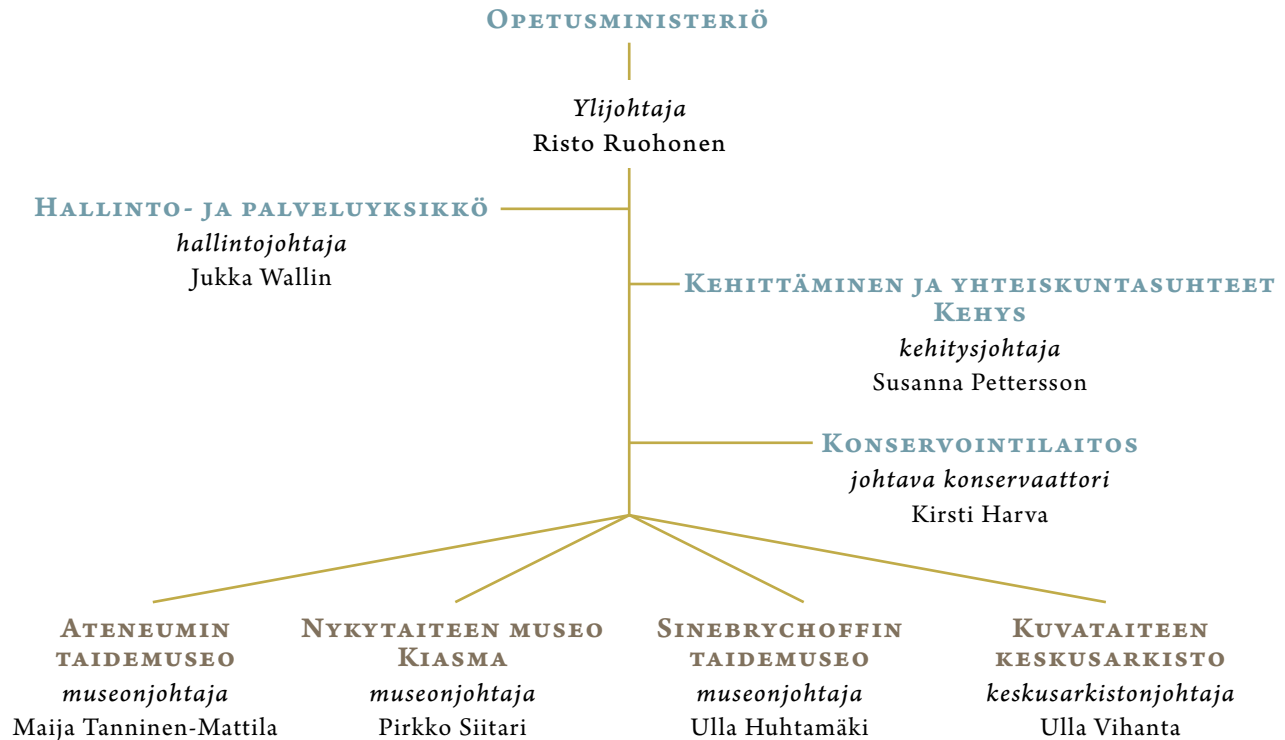 Opetusministeriö
Ylijohtaja
Risto Ruohonen
Hallinto- ja palveluyksikkö
hallintojohtaja
Jukka Wallin
Kehittäminen ja yhteiskuntasuhteet
Kehys
kehitysjohtaja
Susanna Pettersson
Konservointilaitos
johtava konservaattori
Kirsti Harva
Ateneumin
taidemuseo
museonjohtaja
Maija Tanninen-Mattila
Nykytaiteen museo
Kiasma
museonjohtaja
Pirkko Siitari
Sinebrychoffin
taidemuseo
museonjohtaja
Ulla Huhtamäki
Kuvataiteen
keskusarkisto
keskusarkistonjohtaja
Ulla Vihanta